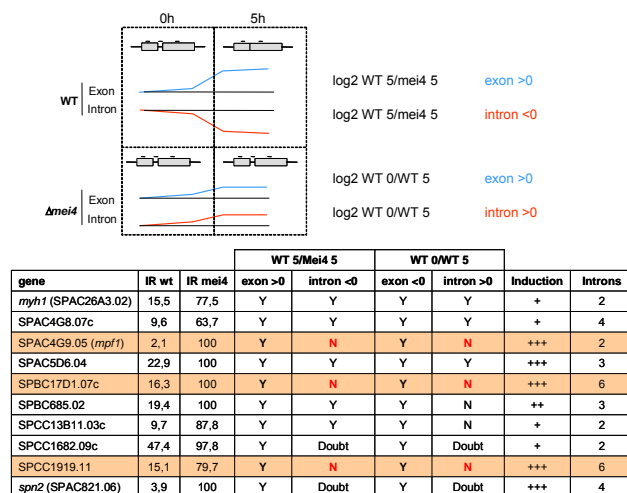 0h 5h
WT Exon Intron
log2 WT 5/mei4 5 exon >0
log2 WT 5/mei4 5 intron <0
Δmei4 Exon Intron
log2 WT 0/WT 5 exon >0
log2 WT 0/WT 5 intron >0
WT 5/Mei4 5 WT 0/WT 5
gene IR wt IR mei4 exon >0 intron <0 exon <0 intron >0 Induction Introns
myh1 (SPAC26A3.02) 15,5 77,5 Y Y Y Y + 2
SPAC4G8.07c 9,6 63,7 Y Y Y Y + 4
SPAC4G9.05 (mpf1) 2,1 100 Y N Y N +++ 2
SPAC5D6.04 22,9 100 Y Y Y Y +++ 3
SPBC17D1.07c 16,3 100 Y N Y N +++ 6
SPBC685.02 19,4 100 Y Y Y N ++ 3
SPCC13B11.03c 9,7 87,8 Y Y Y N + 2
SPCC1682.09c 47,4 97,8 Y Doubt Y Doubt + 2
SPCC1919.11 15,1 79,7 Y N Y N +++ 6
spn2 (SPAC821.06) 3,9 100 Y Doubt Y Doubt +++ 4